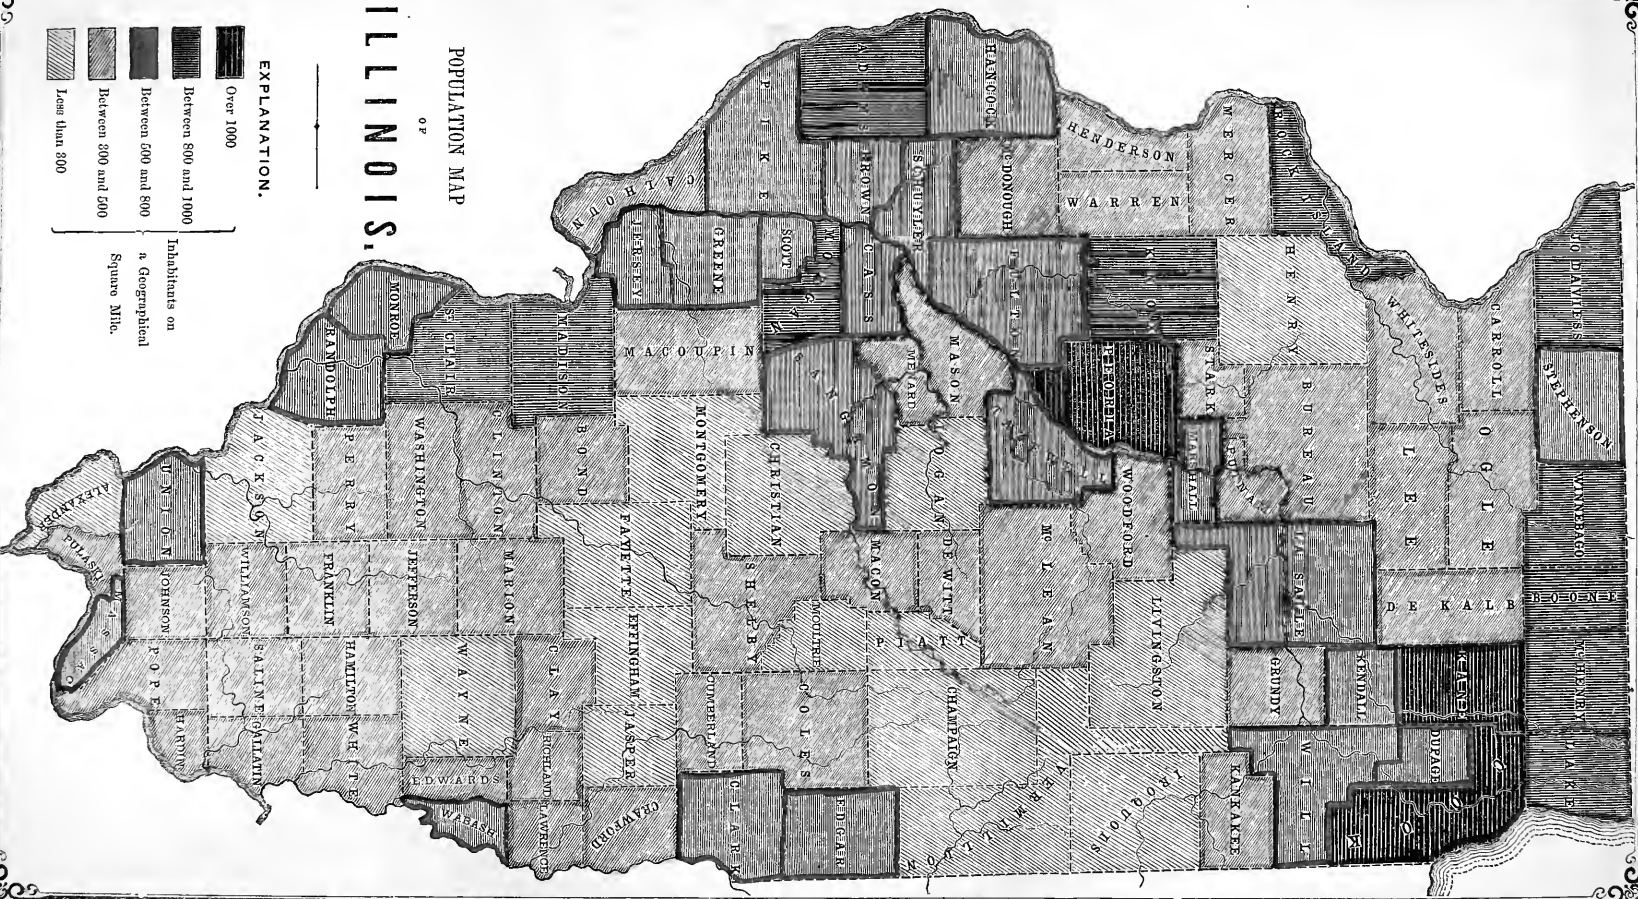 POPULATION MAP
OF
ILLINOIS.
EXPLANATION.
Over 1000
Between 800 and 1000
Between 500 and 800
Between 300 and 500
Less than 300
Inhabitants on
a Geographical
Square Mile.
JO DAVIESS
STEPHENSON
WINNEBAGO
BOONE
McHENRY
LAKE
CARROLL
OGLE
WHITESIDES
LEE
DE KALB
KANE
DUPAGE
COOK
ROCK ISLAND
HENRY
BUREAU
LA SALLE
KENDALL
GRUNDY
WILL
KANKAKEE
MERCER
KNOX
STARK
PUTNAM
MARSHALL
HENDERSON
WARREN
PEORIA
WOODFORD
LIVINGSTON
IROQUOIS
HANCOCK
McDONOUGH
FULTON
TAZEWELL
McLEAN
ADAMS
SCHUYLER
BROWN
MASON
LOGAN
DE WITT
CHAMPAIGN
VERMILLION
PIKE
CASS
MENARD
SANGAMON
MACON
PIATT
SCOTT
MORGAN
CHRISTIAN
SHELBY
MOULTRIE
COLES
EDGAR
CALHOUN
GREENE
JERSEY
MACOUPIN
MONTGOMERY
CUMBERLAND
CLARK
MADISON
BOND
FAYETTE
EFFINGHAM
JASPER
CRAWFORD
ST CLAIR
CLINTON
MARION
CLAY
RICHLAND
LAWRENCE
MONROE
WASHINGTON
JEFFERSON
WAYNE
EDWARDS
WABASH
RANDOLPH
PERRY
FRANKLIN
HAMILTON
WHITE
JACKSON
WILLIAMSON
SALINE
GALLATIN
UNION
JOHNSON
POPE
HARDIN
ALEXANDER
PULASKI
MASSAC